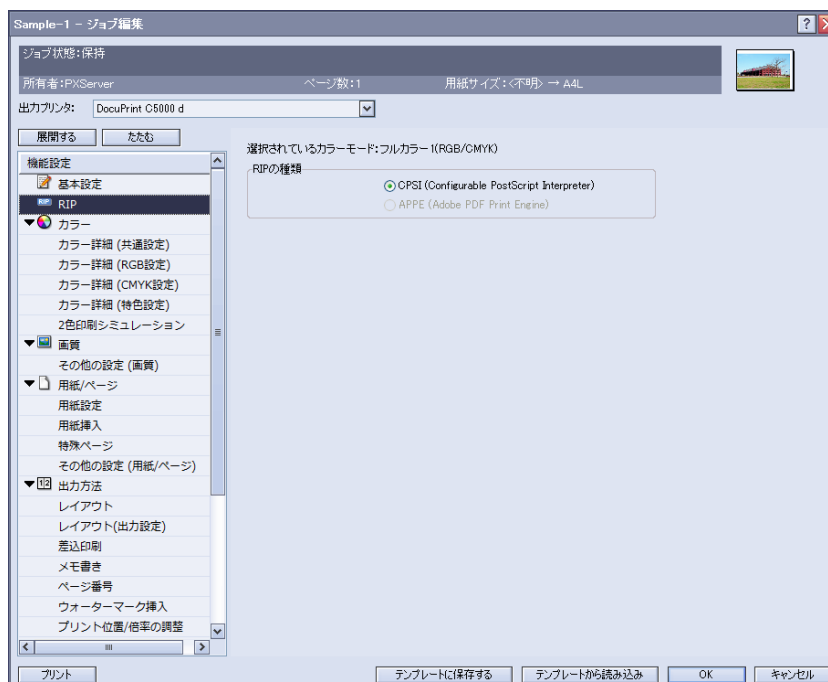 Sample-1 - ジョブ編集
ジョブ状態:保持
所有者:PXServer ページ数:1 用紙サイズ:<不明> → A4L
出力プリンタ: DocuPrint C5000 d
展開する たたむ
選択されているカラーモード:フルカラー1(RGB/CMYK)
機能設定
RIPの種類
基本設定
CPSI (Configurable PostScript Interpreter)
RIP RIP
APPE (Adobe PDF Print Engine)
カラー
カラー詳細 (共通設定)
カラー詳細 (RGB設定)
カラー詳細 (CMYK設定)
カラー詳細 (特色設定)
2色印刷シミュレーション
画質
その他の設定 (画質)
用紙/ページ
用紙設定
用紙挿入
特殊ページ
その他の設定 (用紙/ページ)
12 出力方法
レイアウト
レイアウト(出力設定)
差込印刷
メモ書き
ページ番号
ウォーターマーク挿入
プリント位置/倍率の調整
プリント テンプレートに保存する テンプレートから読み込み OK キャンセル